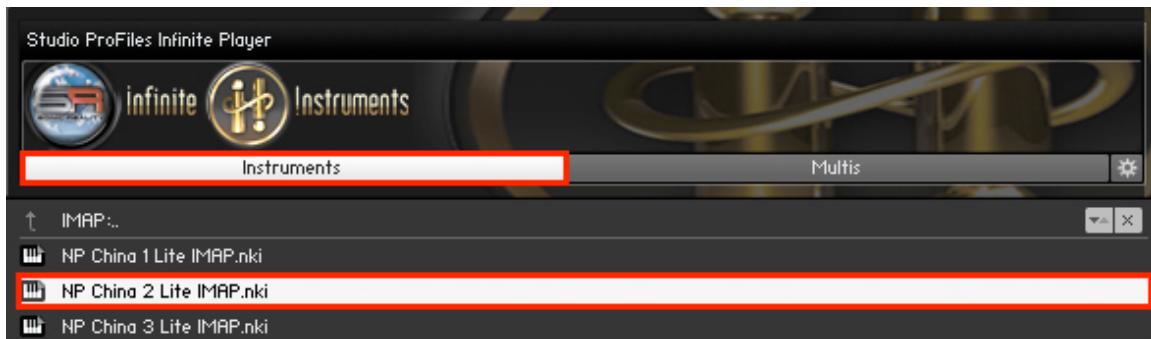 Studio ProFiles Infinite Player
SR infinite Instruments
Instruments Multis
IMAP:..
NP China 1 Lite IMAP.nki
NP China 2 Lite IMAP.nki
NP China 3 Lite IMAP.nki